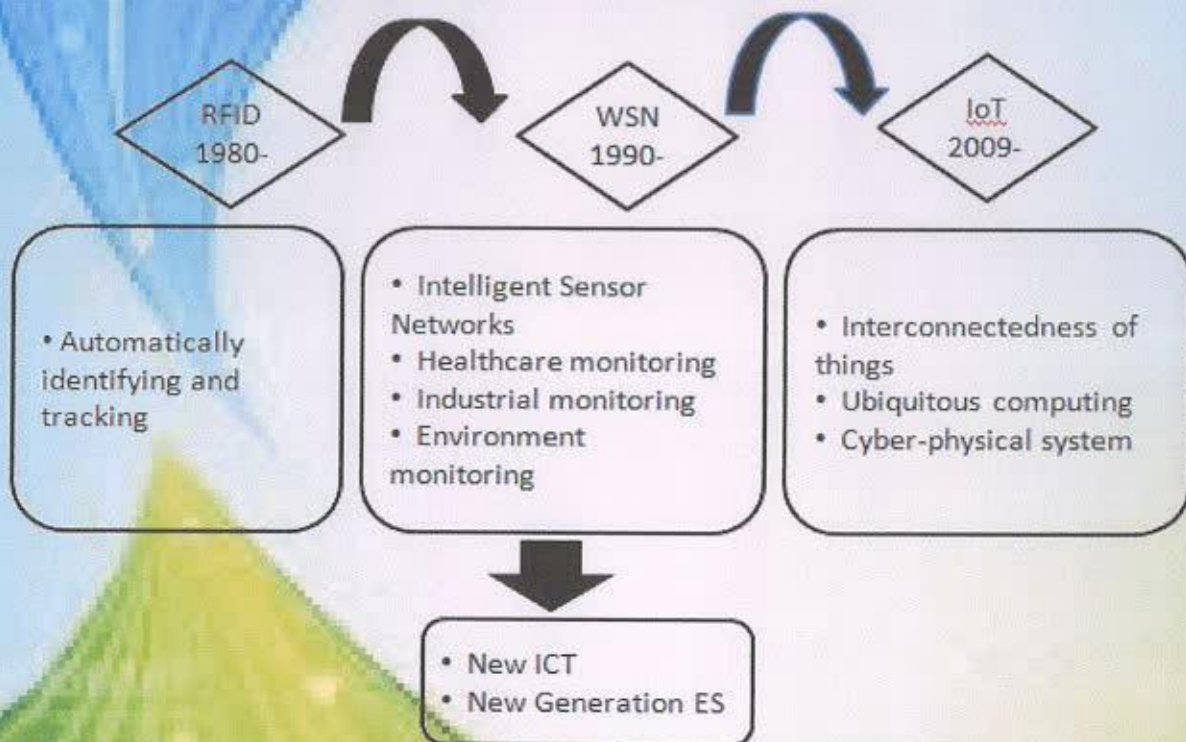 RFID
1980-
WSN
1990-
IoT
2009-
• Automatically
identifying and
tracking
• Intelligent Sensor
Networks
• Healthcare monitoring
• Industrial monitoring
• Environment
monitoring
• Interconnectedness of
things
• Ubiquitous computing
• Cyber-physical system
• New ICT
• New Generation ES